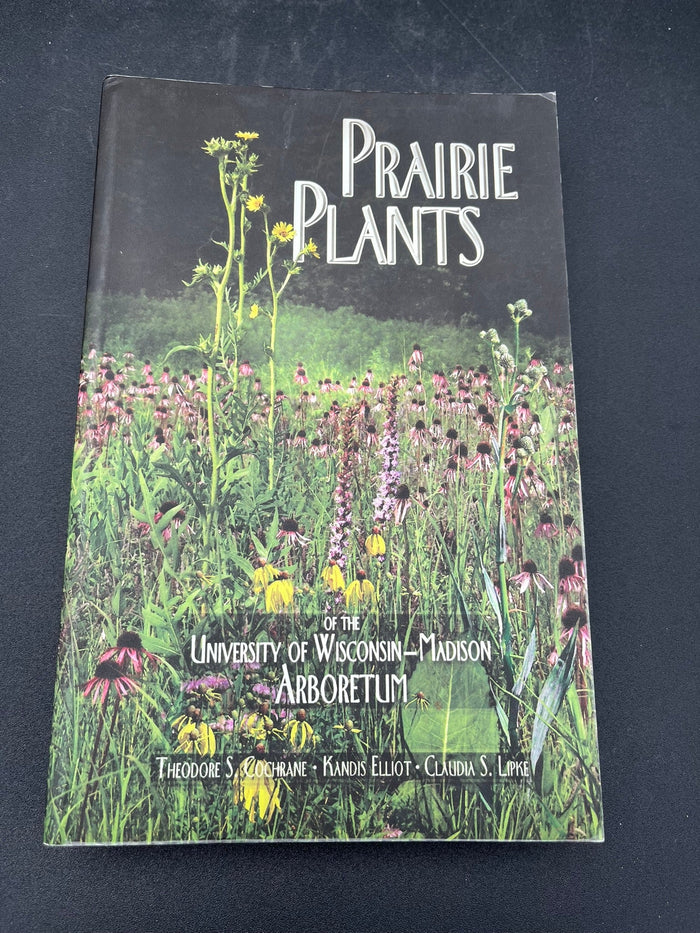 PRAIRIE
PLANTS
OF THE
UNIVERSITY OF WISCONSIN–MADISON
ARBORETUM
THEODORE S. COCHRANE • KANDIS ELLIOT • CLAUDIA S. LIPKE